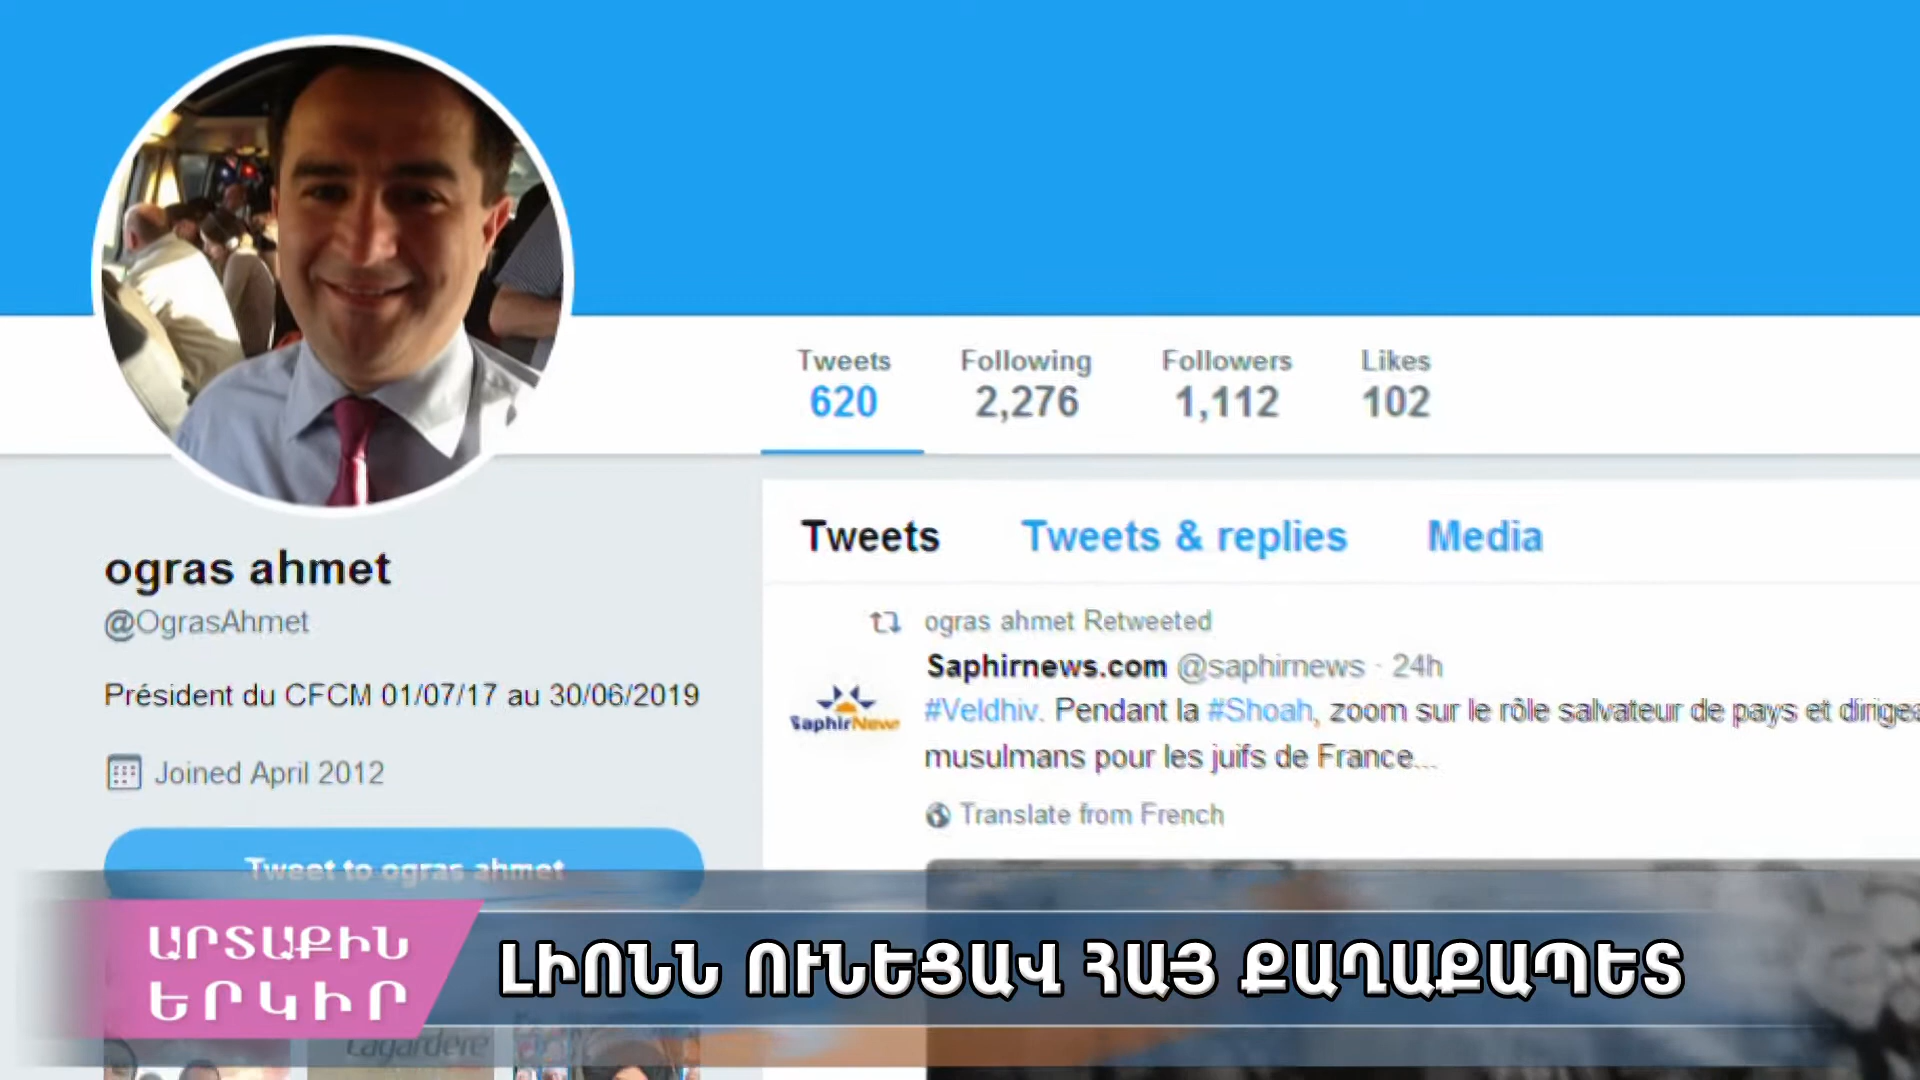 Tweets Following Followers Likes
620 2,276 1,112 102
Tweets Tweets & replies Media
ogras ahmet
@OgrasAhmet
Président du CFCM 01/07/17 au 30/06/2019
Joined April 2012
Tweet to ogras ahmet
ogras ahmet Retweeted
Saphirnews.com @saphirnews · 24h
SaphirNews
#Veldhiv. Pendant la #Shoah, zoom sur le rôle salvateur de pays et
musulmans pour les juifs de France...
Translate from French
ԱՐՏԱՔԻՆ
ԵՐԿԻՐ
ԼԻՈՆՆ ՈՒՆԵՑԱՎ ՀԱՅ ՔԱՂԱՔԱՊԵՏ
Lagardère